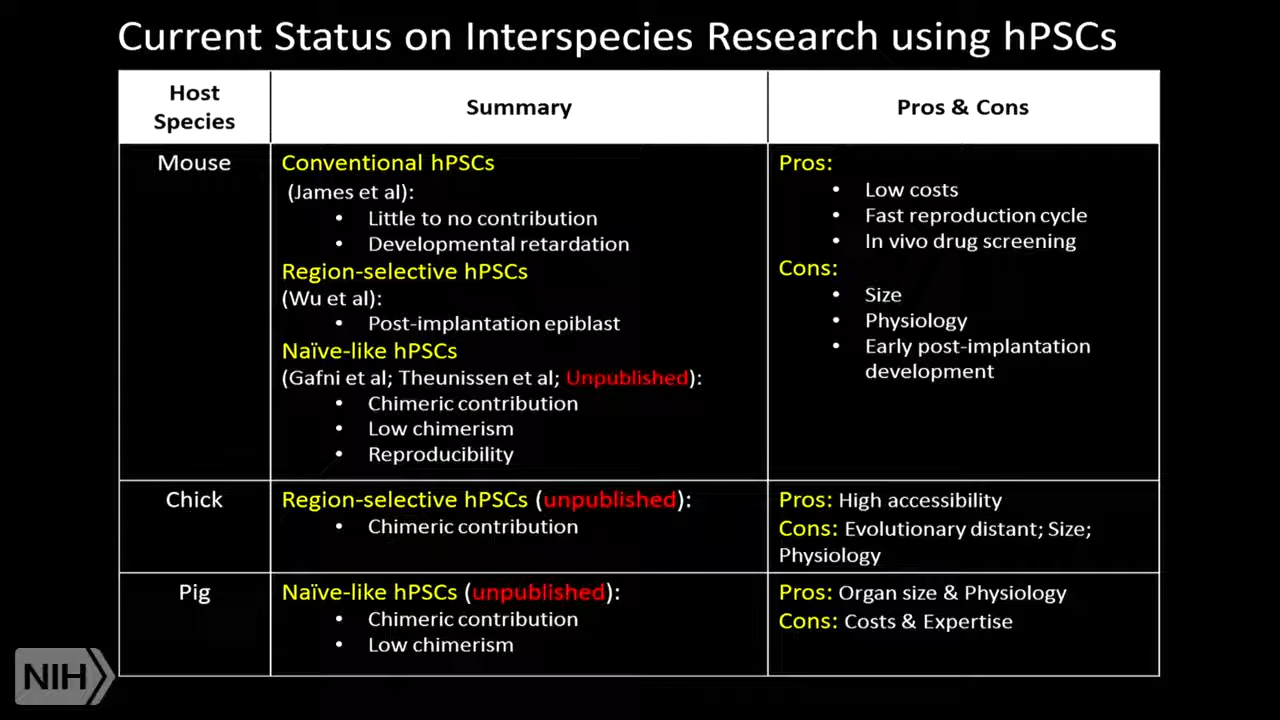 Current Status on Interspecies Research using hPSCs
Host
Species
Summary
Pros & Cons
Mouse
Conventional hPSCs
(James et al):
• Little to no contribution
• Developmental retardation
Region-selective hPSCs
(Wu et al):
• Post-implantation epiblast
Naïve-like hPSCs
(Gafni et al; Theunissen et al; Unpublished):
• Chimeric contribution
• Low chimerism
• Reproducibility
Pros:
• Low costs
• Fast reproduction cycle
• In vivo drug screening
Cons:
• Size
• Physiology
• Early post-implantation
development
Chick
Region-selective hPSCs (unpublished):
• Chimeric contribution
Pros: High accessibility
Cons: Evolutionary distant; Size;
Physiology
Pig
Naïve-like hPSCs (unpublished):
• Chimeric contribution
• Low chimerism
Pros: Organ size & Physiology
Cons: Costs & Expertise
NIH